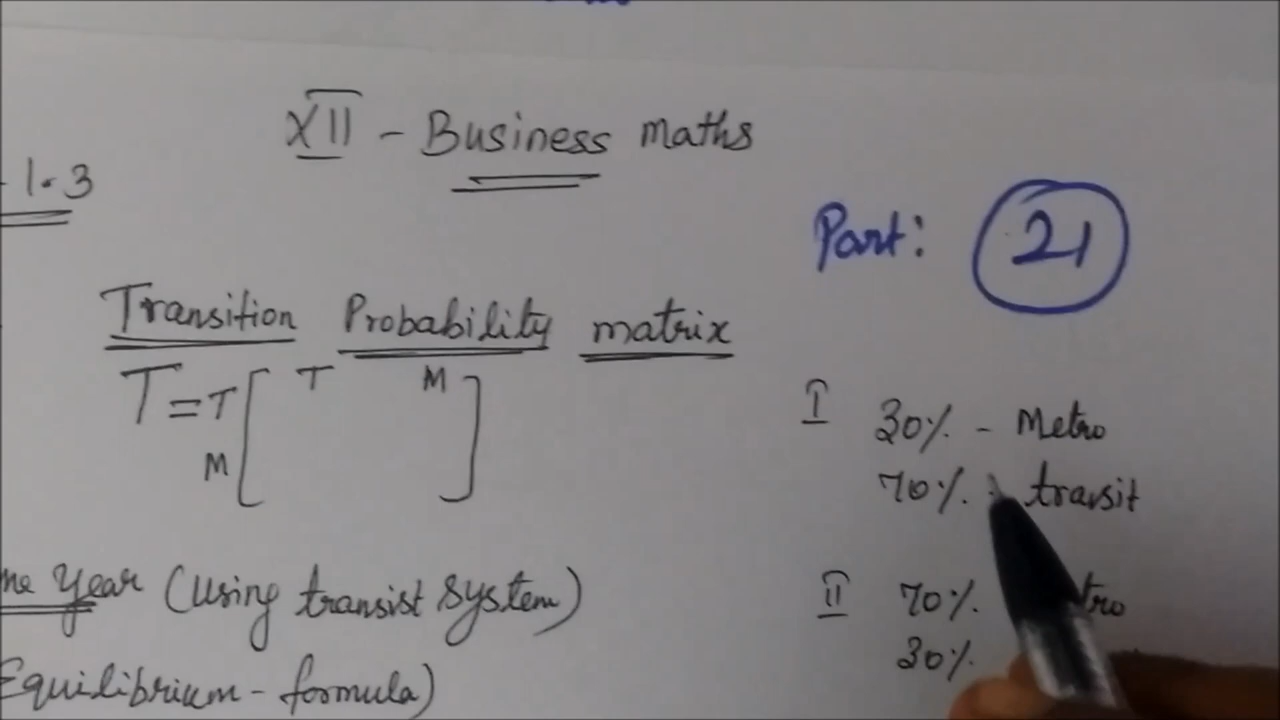 XII - Business maths
1.3
Part: 21
Transition Probability matrix
T M
T = T
M
I 30% - Metro
70% transit
me Year (using transist system)
II 70%
30%
Equilibrium - formula)